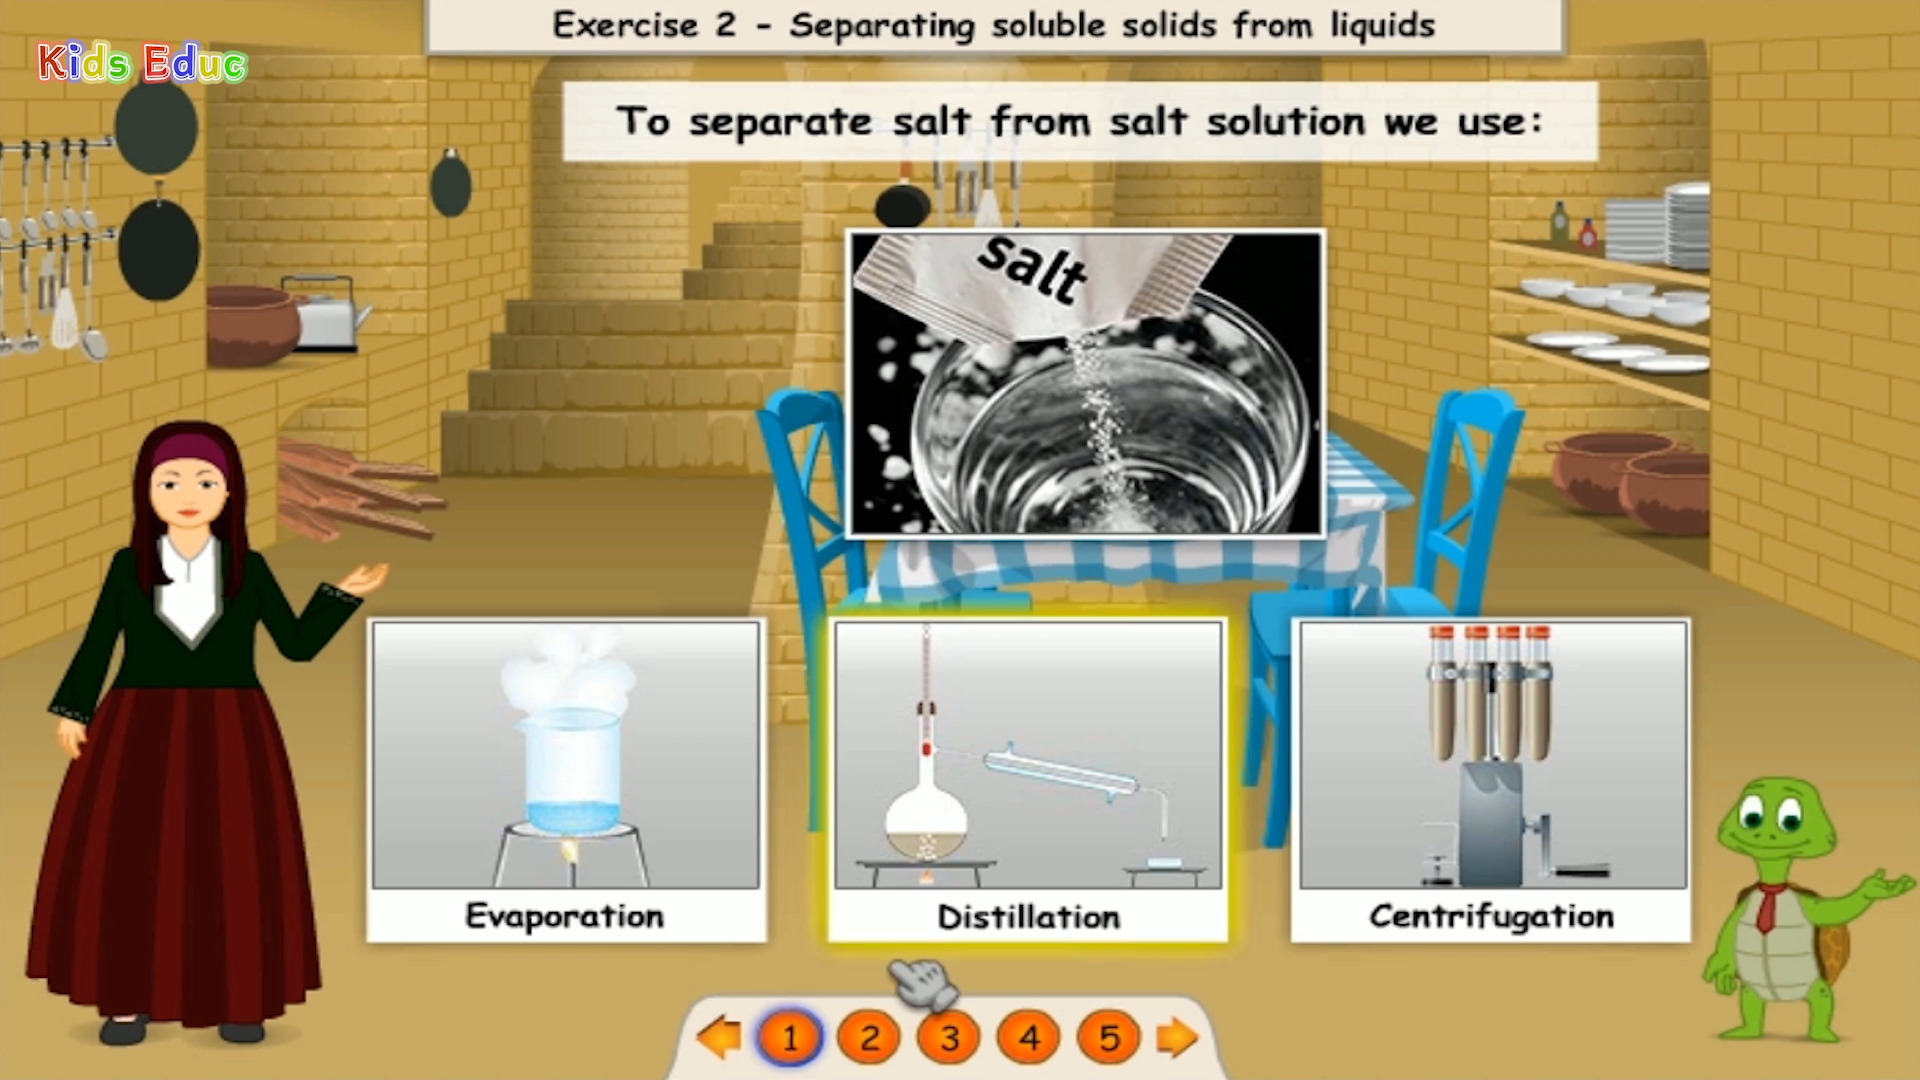 Exercise 2 - Separating soluble solids from liquids
Kids Educ
To separate salt from salt solution we use:
salt
Evaporation
Distillation
Centrifugation
1 2 3 4 5